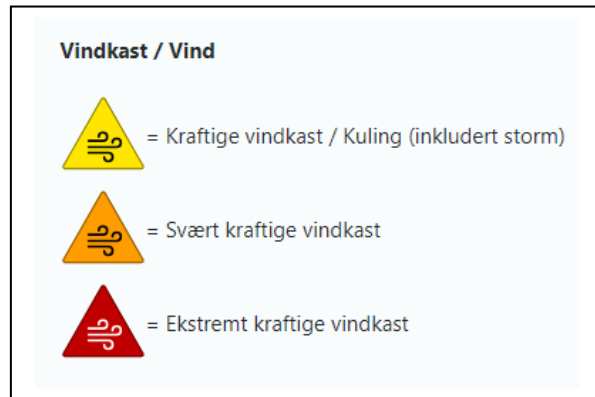 Vindkast / Vind
= Kraftige vindkast / Kuling (inkludert storm)
= Svært kraftige vindkast
= Ekstremt kraftige vindkast